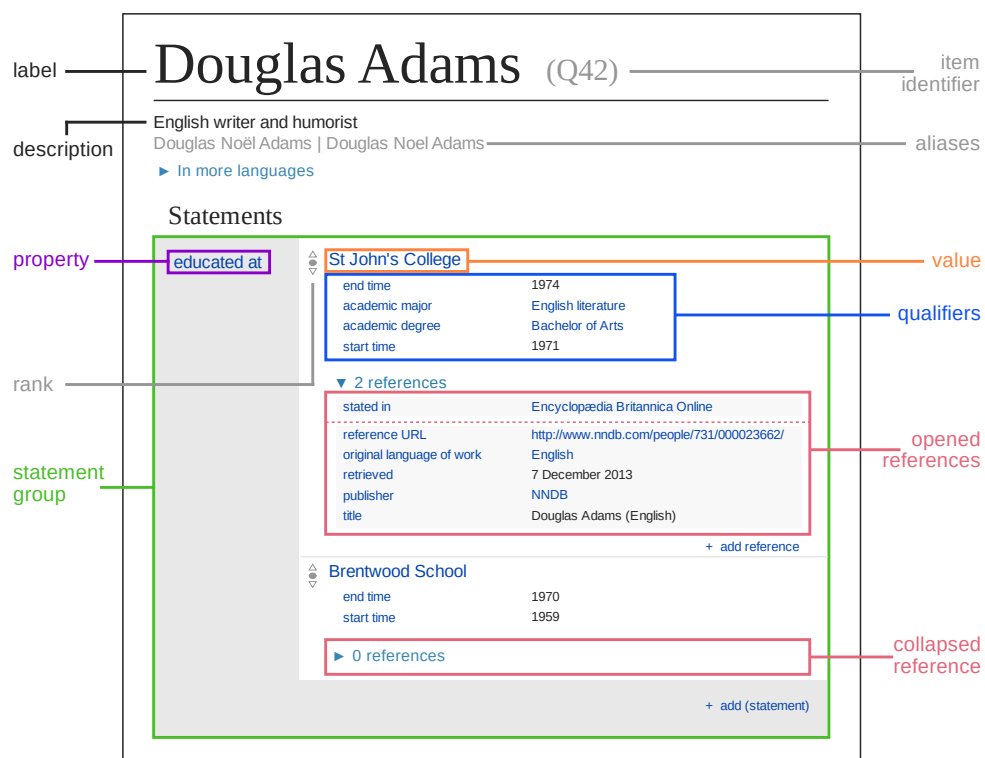 label
Douglas Adams (Q42)
item
identifier
description
English writer and humorist
Douglas Noël Adams | Douglas Noel Adams
aliases
► In more languages
Statements
property
educated at
St John's College
value
end time 1974
academic major English literature
academic degree Bachelor of Arts
start time 1971
qualifiers
rank
▼ 2 references
stated in Encyclopædia Britannica Online
reference URL http://www.nndb.com/people/731/000023662/
original language of work English
retrieved 7 December 2013
publisher NNDB
title Douglas Adams (English)
opened
references
statement
group
+ add reference
Brentwood School
end time 1970
start time 1959
► 0 references
collapsed
reference
+ add (statement)